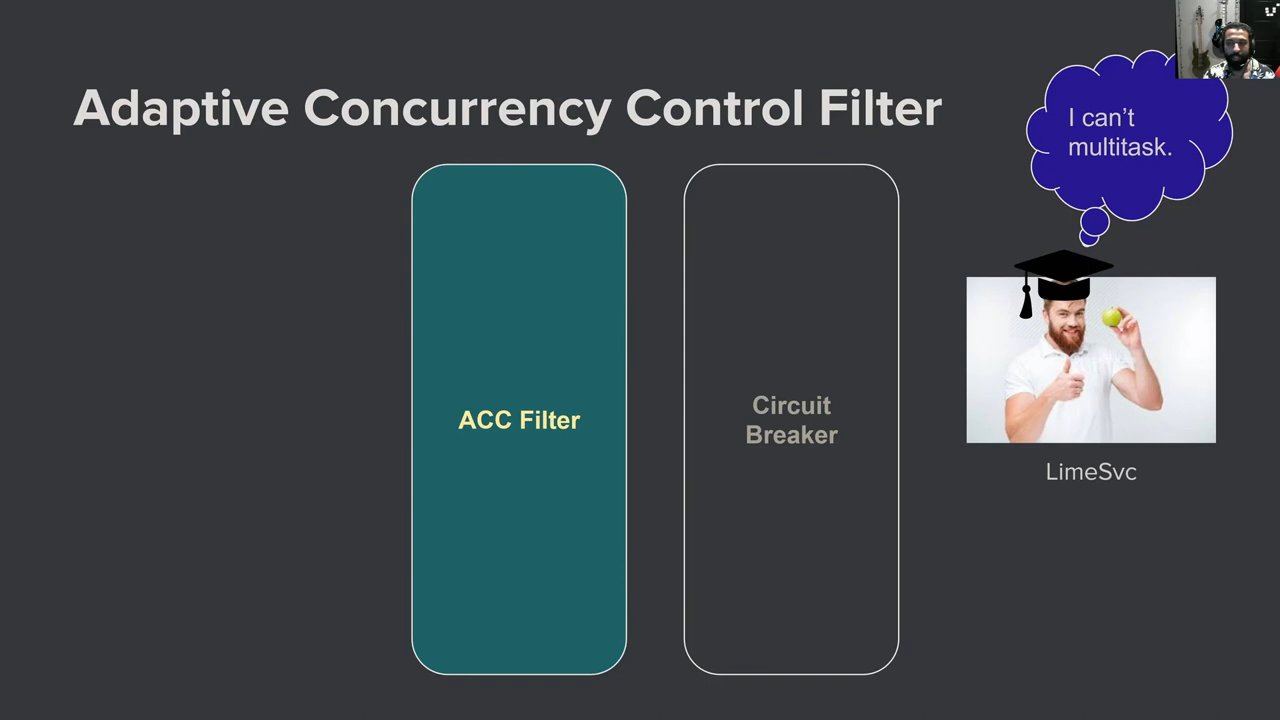 Adaptive Concurrency Control Filter
I can’t
multitask.
ACC Filter
Circuit
Breaker
LimeSvc